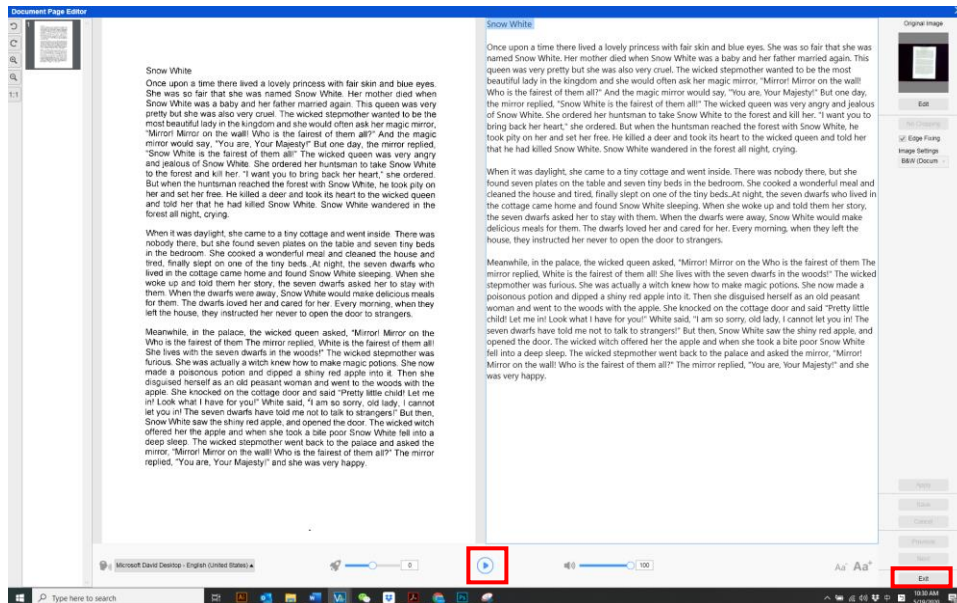 Document Page Editor
1
1:1
Snow White
Once upon a time there lived a lovely princess with fair skin and blue eyes.
She was so fair that she was named Snow White. Her mother died when
Snow White was a baby and her father married again. This queen was very
pretty but she was also very cruel. The wicked stepmother wanted to be the
most beautiful lady in the kingdom and she would often ask her magic mirror,
"Mirror! Mirror on the wall! Who is the fairest of them all?" And the magic
mirror would say, "You are, Your Majesty!" But one day, the mirror replied,
"Snow White is the fairest of them all!" The wicked queen was very angry
and jealous of Snow White. She ordered her huntsman to take Snow White
to the forest and kill her. "I want you to bring back her heart," she ordered.
But when the huntsman reached the forest with Snow White, he took pity on
her and set her free. He killed a deer and took its heart to the wicked queen
and told her that he had killed Snow White. Snow White wandered in the
forest all night, crying.
When it was daylight, she came to a tiny cottage and went inside. There was
nobody there, but she found seven plates on the table and seven tiny beds
in the bedroom. She cooked a wonderful meal and cleaned the house and
tired, finally slept on one of the tiny beds.,At night, the seven dwarfs who
lived in the cottage came home and found Snow White sleeping. When she
woke up and told them her story, the seven dwarfs asked her to stay with
them. When the dwarfs were away, Snow White would make delicious meals
for them. The dwarfs loved her and cared for her. Every morning, when they
left the house, they instructed her never to open the door to strangers.
Meanwhile, in the palace, the wicked queen asked, "Mirror! Mirror on the
Who is the fairest of them The mirror replied, White is the fairest of them all!
She lives with the seven dwarfs in the woods!" The wicked stepmother was
furious. She was actually a witch knew how to make magic potions. She now
made a poisonous potion and dipped a shiny red apple into it. Then she
disguised herself as an old peasant woman and went to the woods with the
apple. She knocked on the cottage door and said "Pretty little child! Let me
in! Look what I have for you!" White said, "I am so sorry, old lady, I cannot
let you in! The seven dwarfs have told me not to talk to strangers!" But then,
Snow White saw the shiny red apple, and opened the door. The wicked witch
offered her the apple and when she took a bite poor Snow White fell into a
deep sleep. The wicked stepmother went back to the palace and asked the
mirror, "Mirror! Mirror on the wall! Who is the fairest of them all?" The mirror
replied, "You are, Your Majesty!" and she was very happy.
Snow White
Once upon a time there lived a lovely princess with fair skin and blue eyes. She was so fair that she was
named Snow White. Her mother died when Snow White was a baby and her father married again. This
queen was very pretty but she was also very cruel. The wicked stepmother wanted to be the most
beautiful lady in the kingdom and she would often ask her magic mirror, "Mirror! Mirror on the wall!
Who is the fairest of them all?" And the magic mirror would say, "You are, Your Majesty!" But one day,
the mirror replied, "Snow White is the fairest of them all!" The wicked queen was very angry and jealous
of Snow White. She ordered her huntsman to take Snow White to the forest and kill her. "I want you to
bring back her heart," she ordered. But when the huntsman reached the forest with Snow White, he
took pity on her and set her free. He killed a deer and took its heart to the wicked queen and told her
that he had killed Snow White. Snow White wandered in the forest all night, crying.
When it was daylight, she came to a tiny cottage and went inside. There was nobody there, but she
found seven plates on the table and seven tiny beds in the bedroom. She cooked a wonderful meal and
cleaned the house and tired, finally slept on one of the tiny beds.,At night, the seven dwarfs who lived in
the cottage came home and found Snow White sleeping. When she woke up and told them her story,
the seven dwarfs asked her to stay with them. When the dwarfs were away, Snow White would make
delicious meals for them. The dwarfs loved her and cared for her. Every morning, when they left the
house, they instructed her never to open the door to strangers.
Meanwhile, in the palace, the wicked queen asked, "Mirror! Mirror on the Who is the fairest of them The
mirror replied, White is the fairest of them all! She lives with the seven dwarfs in the woods!" The wicked
stepmother was furious. She was actually a witch knew how to make magic potions. She now made a
poisonous potion and dipped a shiny red apple into it. Then she disguised herself as an old peasant
woman and went to the woods with the apple. She knocked on the cottage door and said "Pretty little
child! Let me in! Look what I have for you!" White said, "I am so sorry, old lady, I cannot let you in! The
seven dwarfs have told me not to talk to strangers!" But then, Snow White saw the shiny red apple, and
opened the door. The wicked witch offered her the apple and when she took a bite poor Snow White
fell into a deep sleep. The wicked stepmother went back to the palace and asked the mirror, "Mirror!
Mirror on the wall! Who is the fairest of them all?" The mirror replied, "You are, Your Majesty!" and she
was very happy.
Original Image
Edit
No Cropping
Edge Fixing
Image Settings
B&W (Docum
Apply
Save
Cancel
Previous
Next
Exit
Microsoft David Desktop - English (United States)
0
100
Aa- Aa+
Type here to search
10:30 AM